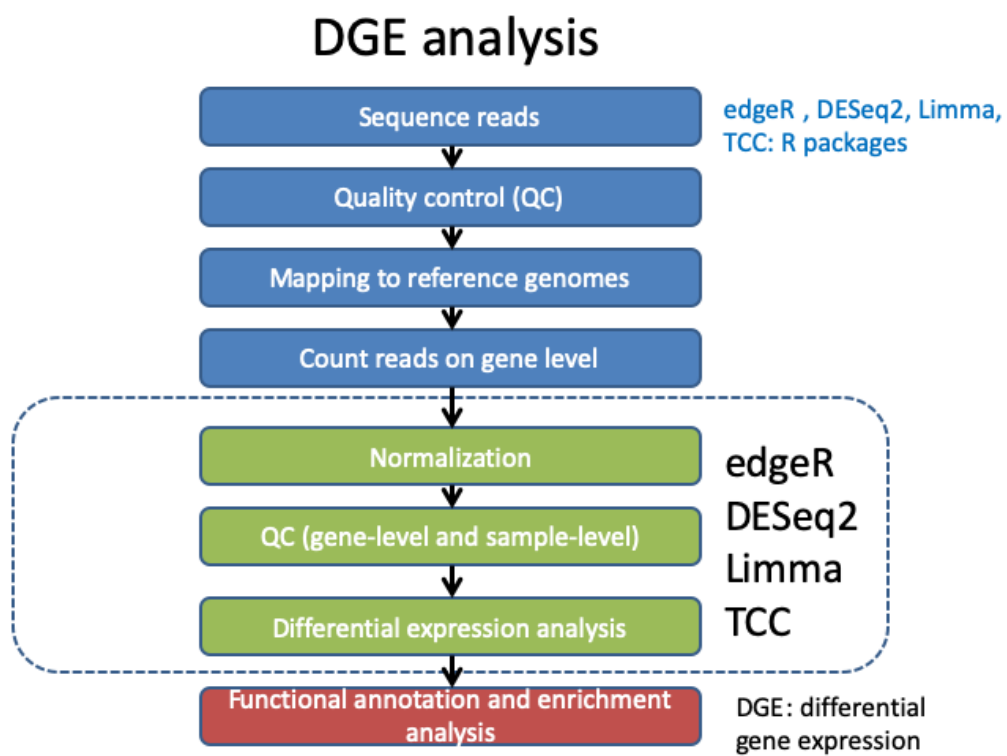 DGE analysis
Sequence reads
edgeR , DESeq2, Limma,
TCC: R packages
Quality control (QC)
Mapping to reference genomes
Count reads on gene level
Normalization
QC (gene-level and sample-level)
Differential expression analysis
edgeR
DESeq2
Limma
TCC
Functional annotation and enrichment
analysis
DGE: differential
gene expression